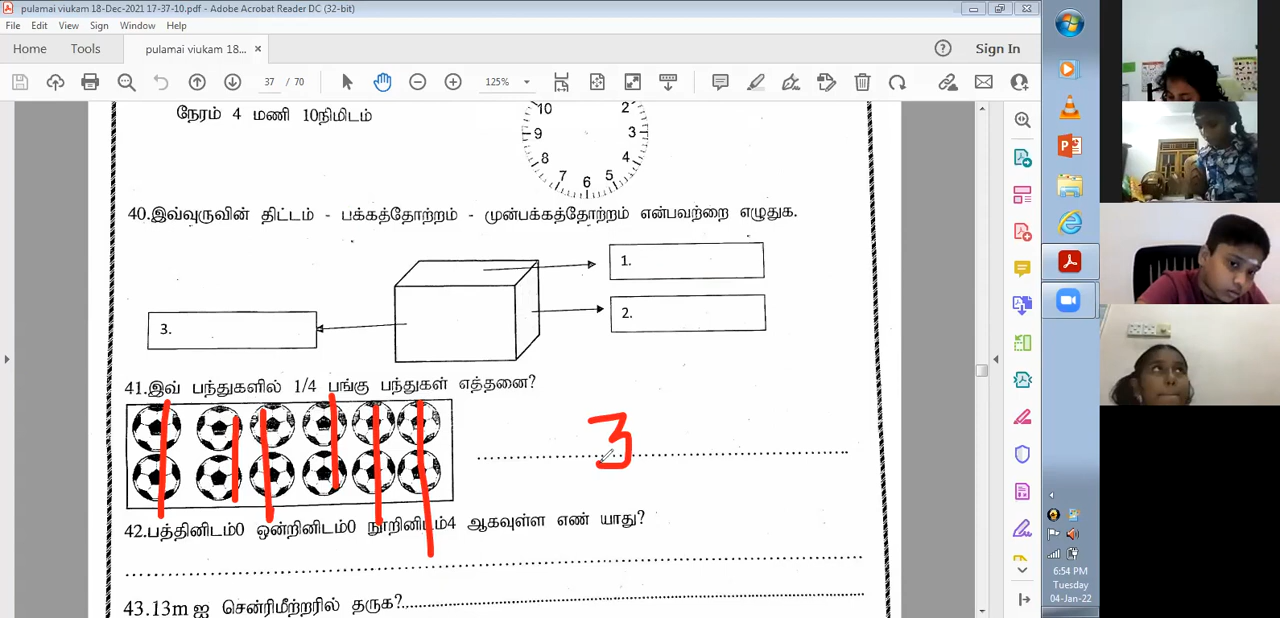 pulamai viukam 18-Dec-2021 17-37-10.pdf - Adobe Acrobat Reader DC (32-bit)
File Edit View Sign Window Help
Home Tools pulamai viukam 18... × Sign In
37 / 70 125%
நேரம் 4 மணி 10நிமிடம்
10 2
9 3
8 4
7 6 5
40.இவ்வுருவின் திட்டம் - பக்கத்தோற்றம் - முன்பக்கத்தோற்றம் என்பவற்றை எழுதுக.
1.
2.
3.
41.இவ் பந்துகளில் 1/4 பங்கு பந்துகள் எத்தனை?
3
42.பத்தினிடம்0 ஒன்றினிடம்0 நூறினிடம்4 ஆகவுள்ள எண் யாது?
43.13m ஐ சென்ரிமீற்றரில் தருக?
6:54 PM
Tuesday
04-Jan-22